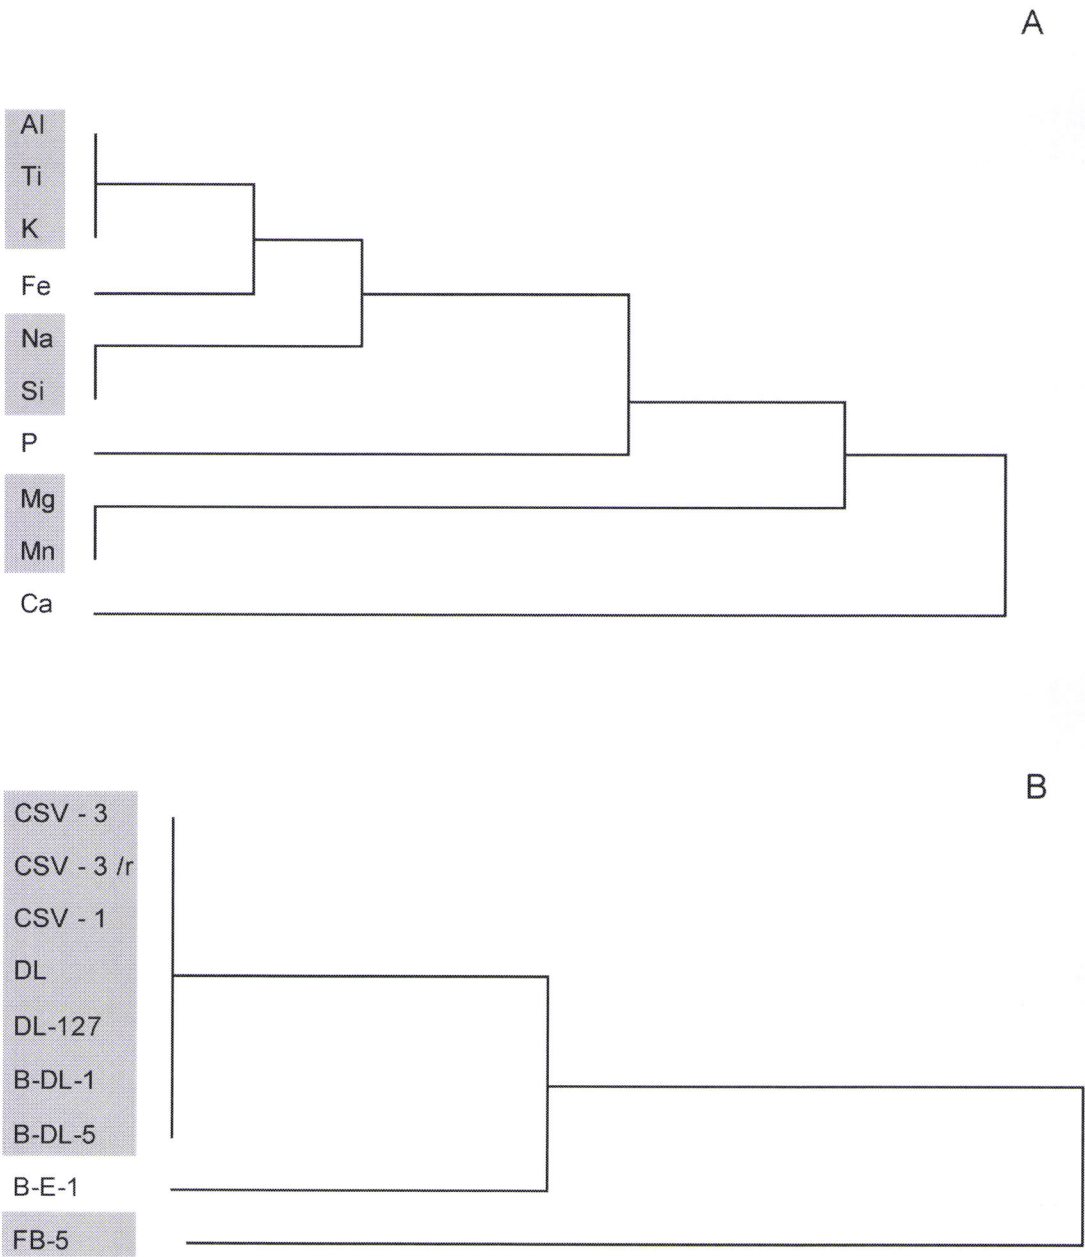 A
Al
Ti
K
Fe
Na
Si
P
Mg
Mn
Ca
B
CSV - 3
CSV - 3 /r
CSV - 1
DL
DL-127
B-DL-1
B-DL-5
B-E-1
FB-5